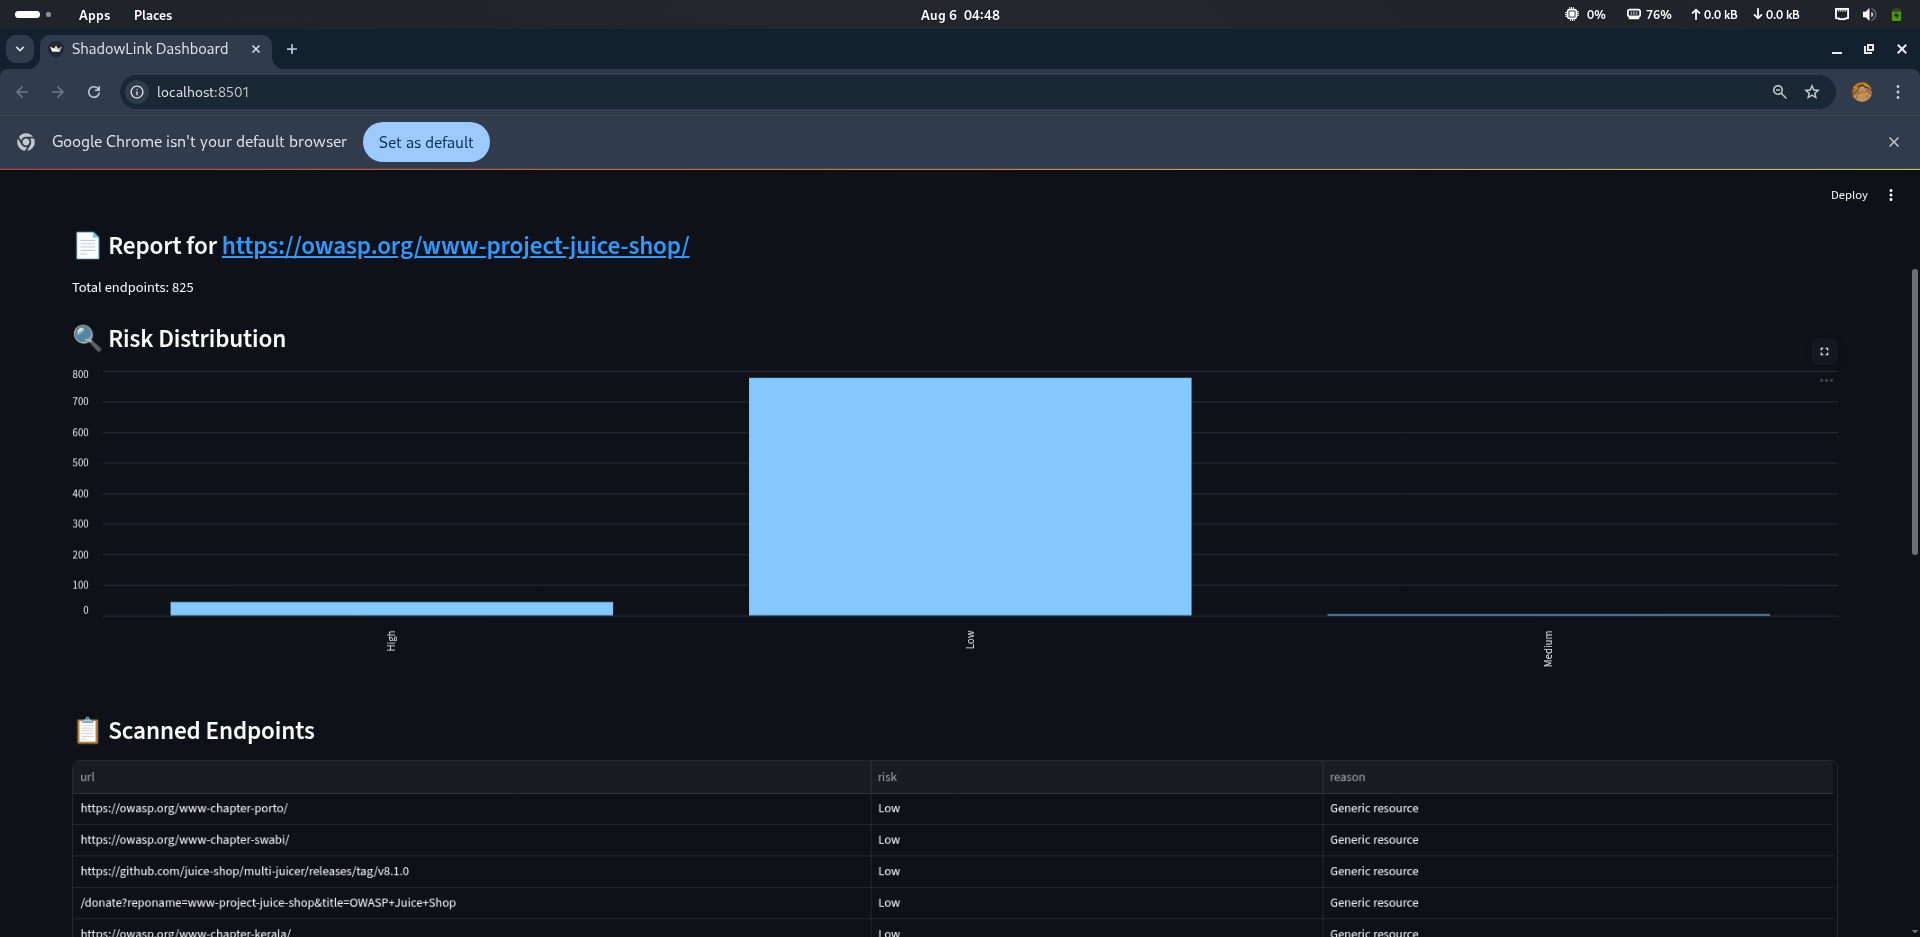 Apps Places Aug 6 04:48 0% 76% 0.0 kB 0.0 kB
ShadowLink Dashboard
localhost:8501
Google Chrome isn't your default browser Set as default
Deploy
Report for https://owasp.org/www-project-juice-shop/
Total endpoints: 825
Risk Distribution
800
700
600
500
400
300
200
100
0
High Low Medium
Scanned Endpoints
url risk reason
https://owasp.org/www-chapter-porto/ Low Generic resource
https://owasp.org/www-chapter-swabi/ Low Generic resource
https://github.com/juice-shop/multi-juicer/releases/tag/v8.1.0 Low Generic resource
/donate?reponame=www-project-juice-shop&title=OWASP+Juice+Shop Low Generic resource
https://owasp.org/www-chapter-kerala/ Low Generic resource